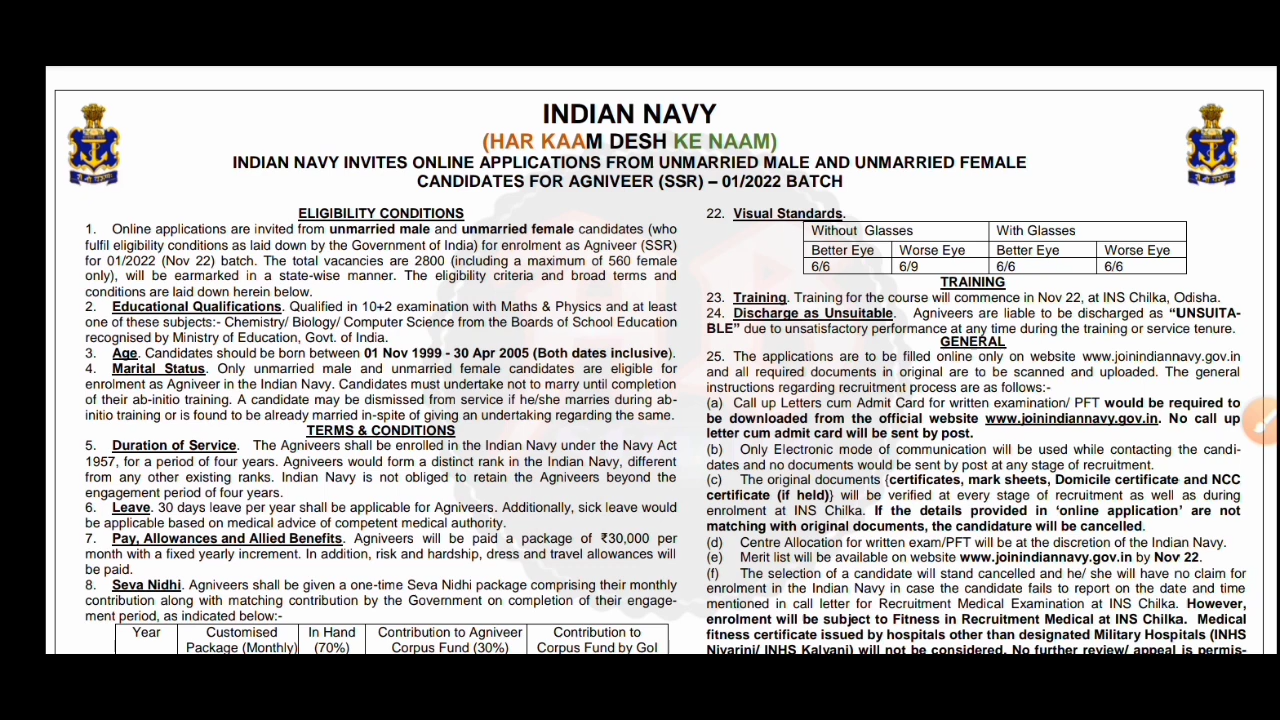 INDIAN NAVY
(HAR KAAM DESH KE NAAM)
INDIAN NAVY INVITES ONLINE APPLICATIONS FROM UNMARRIED MALE AND UNMARRIED FEMALE
CANDIDATES FOR AGNIVEER (SSR) – 01/2022 BATCH
ELIGIBILITY CONDITIONS
1. Online applications are invited from unmarried male and unmarried female candidates (who
fulfil eligibility conditions as laid down by the Government of India) for enrolment as Agniveer (SSR)
for 01/2022 (Nov 22) batch. The total vacancies are 2800 (including a maximum of 560 female
only), will be earmarked in a state-wise manner. The eligibility criteria and broad terms and
conditions are laid down herein below.
2. Educational Qualifications. Qualified in 10+2 examination with Maths & Physics and at least
one of these subjects:- Chemistry/ Biology/ Computer Science from the Boards of School Education
recognised by Ministry of Education, Govt. of India.
3. Age. Candidates should be born between 01 Nov 1999 - 30 Apr 2005 (Both dates inclusive).
4. Marital Status. Only unmarried male and unmarried female candidates are eligible for
enrolment as Agniveer in the Indian Navy. Candidates must undertake not to marry until completion
of their ab-initio training. A candidate may be dismissed from service if he/she marries during ab-
initio training or is found to be already married in-spite of giving an undertaking regarding the same.
TERMS & CONDITIONS
5. Duration of Service. The Agniveers shall be enrolled in the Indian Navy under the Navy Act
1957, for a period of four years. Agniveers would form a distinct rank in the Indian Navy, different
from any other existing ranks. Indian Navy is not obliged to retain the Agniveers beyond the
engagement period of four years.
6. Leave. 30 days leave per year shall be applicable for Agniveers. Additionally, sick leave would
be applicable based on medical advice of competent medical authority.
7. Pay, Allowances and Allied Benefits. Agniveers will be paid a package of ₹30,000 per
month with a fixed yearly increment. In addition, risk and hardship, dress and travel allowances will
be paid.
8. Seva Nidhi. Agniveers shall be given a one-time Seva Nidhi package comprising their monthly
contribution along with matching contribution by the Government on completion of their engage-
ment period, as indicated below:-
Year Customised In Hand Contribution to Agniveer Contribution to
Package (Monthly) (70%) Corpus Fund (30%) Corpus Fund by GoI
22. Visual Standards.
Without Glasses With Glasses
Better Eye Worse Eye Better Eye Worse Eye
6/6 6/9 6/6 6/6
TRAINING
23. Training. Training for the course will commence in Nov 22, at INS Chilka, Odisha.
24. Discharge as Unsuitable. Agniveers are liable to be discharged as “UNSUITA-
BLE” due to unsatisfactory performance at any time during the training or service tenure.
GENERAL
25. The applications are to be filled online only on website www.joinindiannavy.gov.in
and all required documents in original are to be scanned and uploaded. The general
instructions regarding recruitment process are as follows:-
(a) Call up Letters cum Admit Card for written examination/ PFT would be required to
be downloaded from the official website www.joinindiannavy.gov.in. No call up
letter cum admit card will be sent by post.
(b) Only Electronic mode of communication will be used while contacting the candi-
dates and no documents would be sent by post at any stage of recruitment.
(c) The original documents {certificates, mark sheets, Domicile certificate and NCC
certificate (if held)} will be verified at every stage of recruitment as well as during
enrolment at INS Chilka. If the details provided in ‘online application’ are not
matching with original documents, the candidature will be cancelled.
(d) Centre Allocation for written exam/PFT will be at the discretion of the Indian Navy.
(e) Merit list will be available on website www.joinindiannavy.gov.in by Nov 22.
(f) The selection of a candidate will stand cancelled and he/ she will have no claim for
enrolment in the Indian Navy in case the candidate fails to report on the date and time
mentioned in call letter for Recruitment Medical Examination at INS Chilka. However,
enrolment will be subject to Fitness in Recruitment Medical at INS Chilka. Medical
fitness certificate issued by hospitals other than designated Military Hospitals (INHS
Nivarini/ INHS Kalyani) will not be considered. No further review/ appeal is permis-